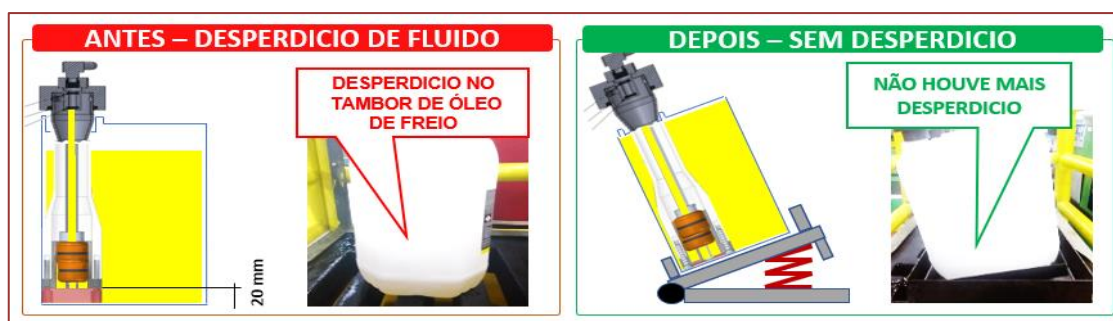 ANTES – DESPERDICIO DE FLUIDO
DESPERDICIO NO
TAMBOR DE ÓLEO
DE FREIO
20 mm
DEPOIS – SEM DESPERDICIO
NÃO HOUVE MAIS
DESPERDICIO